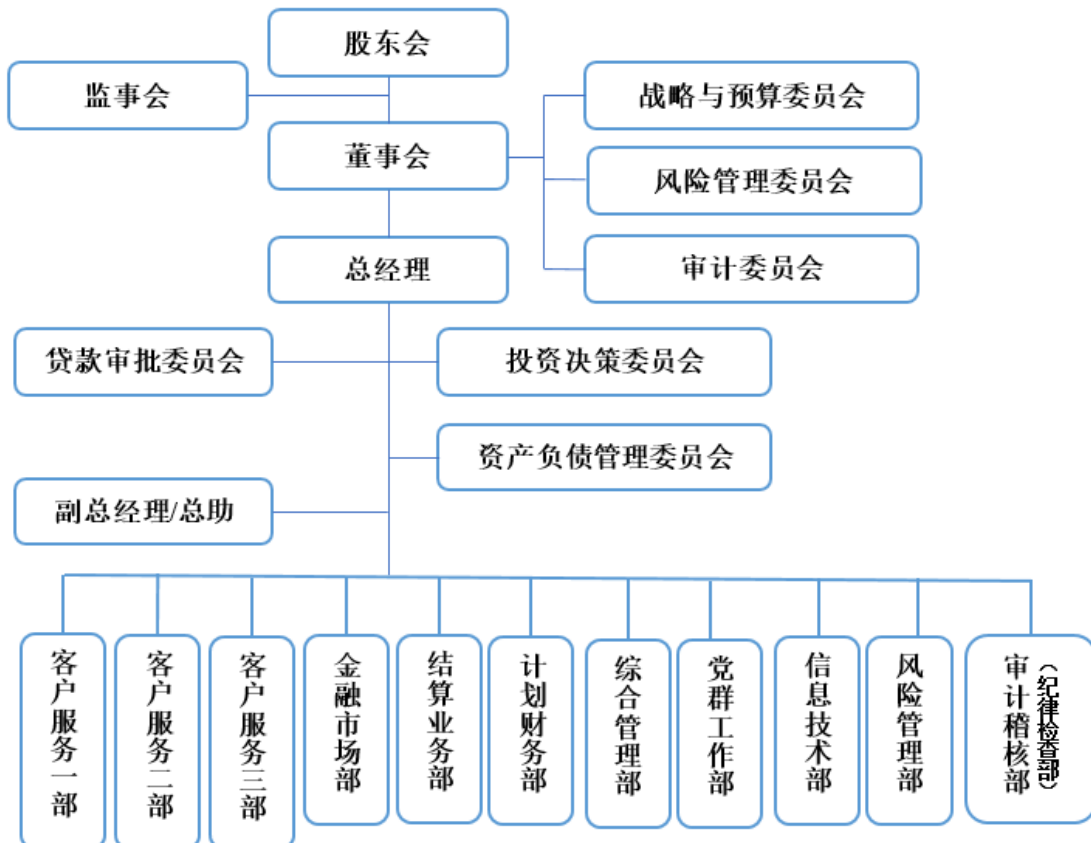 股东会
监事会
战略与预算委员会
董事会
风险管理委员会
总经理
审计委员会
贷款审批委员会
投资决策委员会
资产负债管理委员会
副总经理/总助
客户服务一部
客户服务二部
客户服务三部
金融市场部
结算业务部
计划财务部
综合管理部
党群工作部
信息技术部
风险管理部
审计稽核部
（纪律检查部）